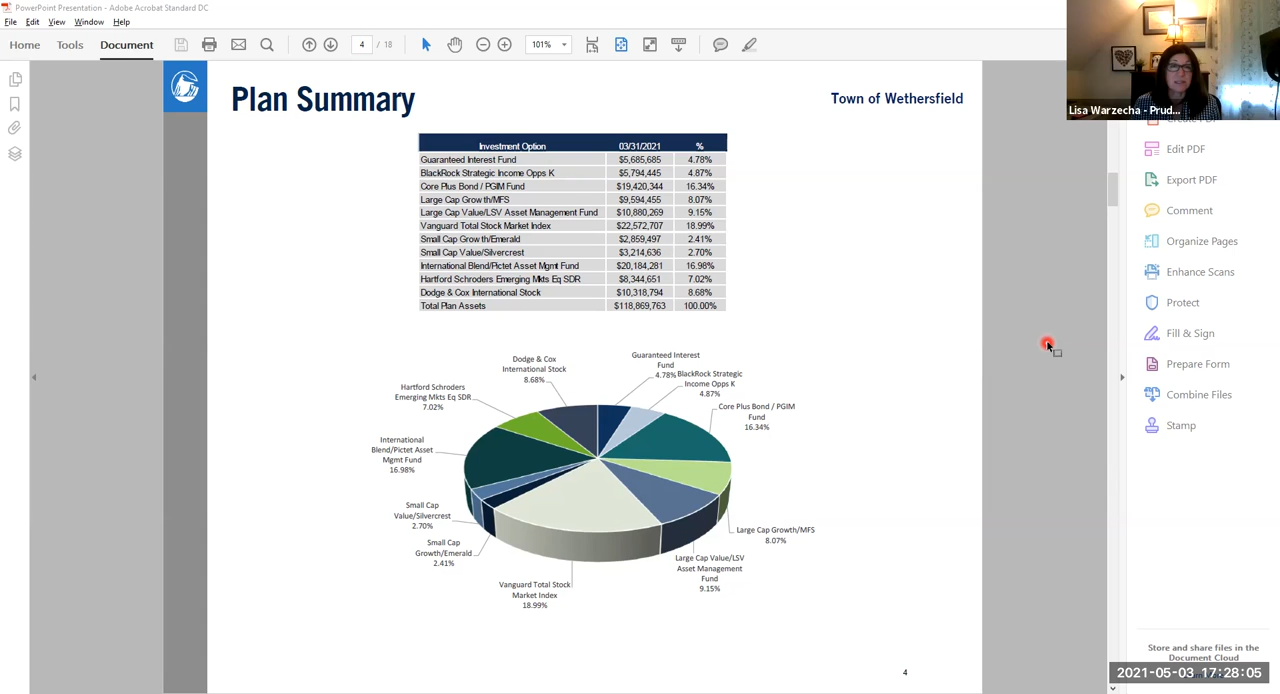 PowerPoint Presentation - Adobe Acrobat Standard DC
File Edit View Window Help
Home Tools Document 4 / 18 101%
Lisa Warzecha - Prud...
Plan Summary
Town of Wethersfield
Investment Option 03/31/2021 %
Guaranteed Interest Fund $5,685,685 4.78%
BlackRock Strategic Income Opps K $5,794,445 4.87%
Core Plus Bond / PGIM Fund $19,420,344 16.34%
Large Cap Growth/MFS $9,594,455 8.07%
Large Cap Value/LSV Asset Management Fund $10,880,269 9.15%
Vanguard Total Stock Market Index $22,572,707 18.99%
Small Cap Growth/Emerald $2,859,497 2.41%
Small Cap Value/Silvercrest $3,214,636 2.70%
International Blend/Pictet Asset Mgmt Fund $20,184,281 16.98%
Hartford Schroders Emerging Mkts Eq SDR $8,344,651 7.02%
Dodge & Cox International Stock $10,318,794 8.68%
Total Plan Assets $118,869,763 100.00%
Dodge & Cox
International Stock
8.68%
Guaranteed Interest
Fund
4.78%
BlackRock Strategic
Income Opps K
4.87%
Hartford Schroders
Emerging Mkts Eq SDR
7.02%
Core Plus Bond / PGIM
Fund
16.34%
International
Blend/Pictet Asset
Mgmt Fund
16.98%
Small Cap
Value/Silvercrest
2.70%
Large Cap Growth/MFS
8.07%
Small Cap
Growth/Emerald
2.41%
Large Cap Value/LSV
Asset Management
Fund
9.15%
Vanguard Total Stock
Market Index
18.99%
4
Create PDF
Edit PDF
Export PDF
Comment
Organize Pages
Enhance Scans
Protect
Fill & Sign
Prepare Form
Combine Files
Stamp
Store and share files in the
Document Cloud
2021-05-03 17:28:05